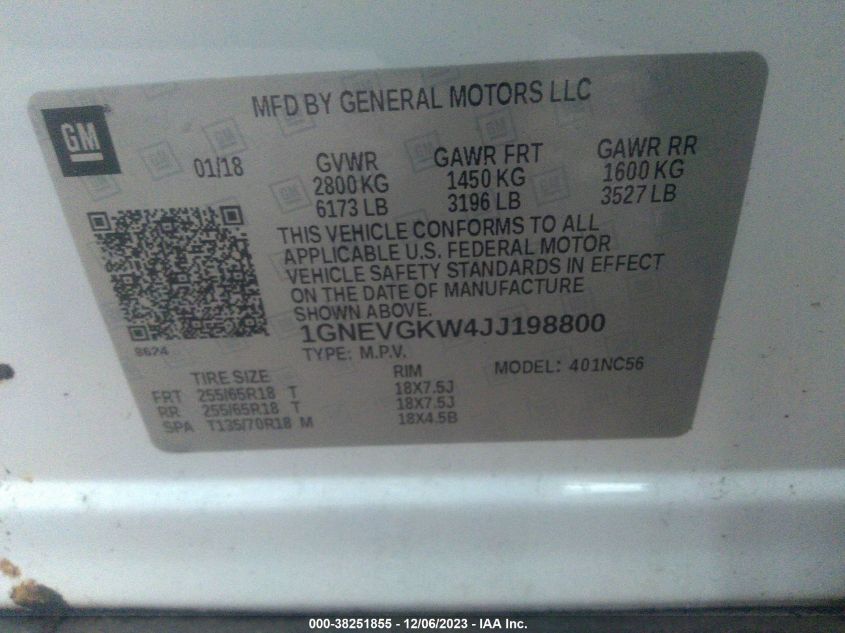 MFD BY GENERAL MOTORS LLC
GM
01/18
GVWR GAWR FRT GAWR RR
2800 KG 1450 KG 1600 KG
6173 LB 3196 LB 3527 LB
THIS VEHICLE CONFORMS TO ALL
APPLICABLE U.S. FEDERAL MOTOR
VEHICLE SAFETY STANDARDS IN EFFECT
ON THE DATE OF MANUFACTURE
SHOWN ABOVE.
1GNEVGKW4JJ198800
8624
TYPE: M.P.V. MODEL: 401NC56
TIRE SIZE RIM
FRT 255/65R18 T 18X7.5J
RR 255/65R18 T 18X7.5J
SPA T135/70R18 M 18X4.5B
000-38251855 - 12/06/2023 - IAA Inc.